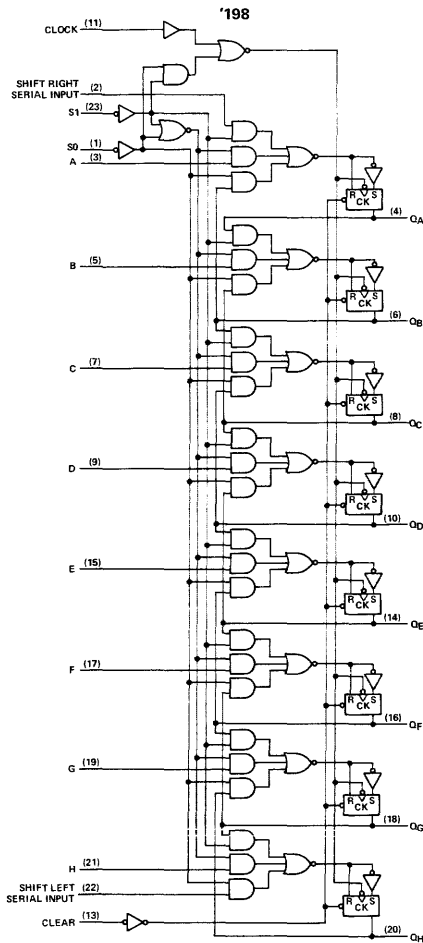 '198
CLOCK (11)
SHIFT RIGHT (2)
SERIAL INPUT
S1 (23)
S0 (1)
A (3)
R S
CK
(4) QA
B (5)
R S
CK
(6) QB
C (7)
R S
CK
(8) QC
D (9)
R S
CK
(10) QD
E (15)
R S
CK
(14) QE
F (17)
R S
CK
(16) QF
G (19)
R S
CK
(18) QG
H (21)
SHIFT LEFT (22)
SERIAL INPUT
R S
CK
CLEAR (13)
(20) QH